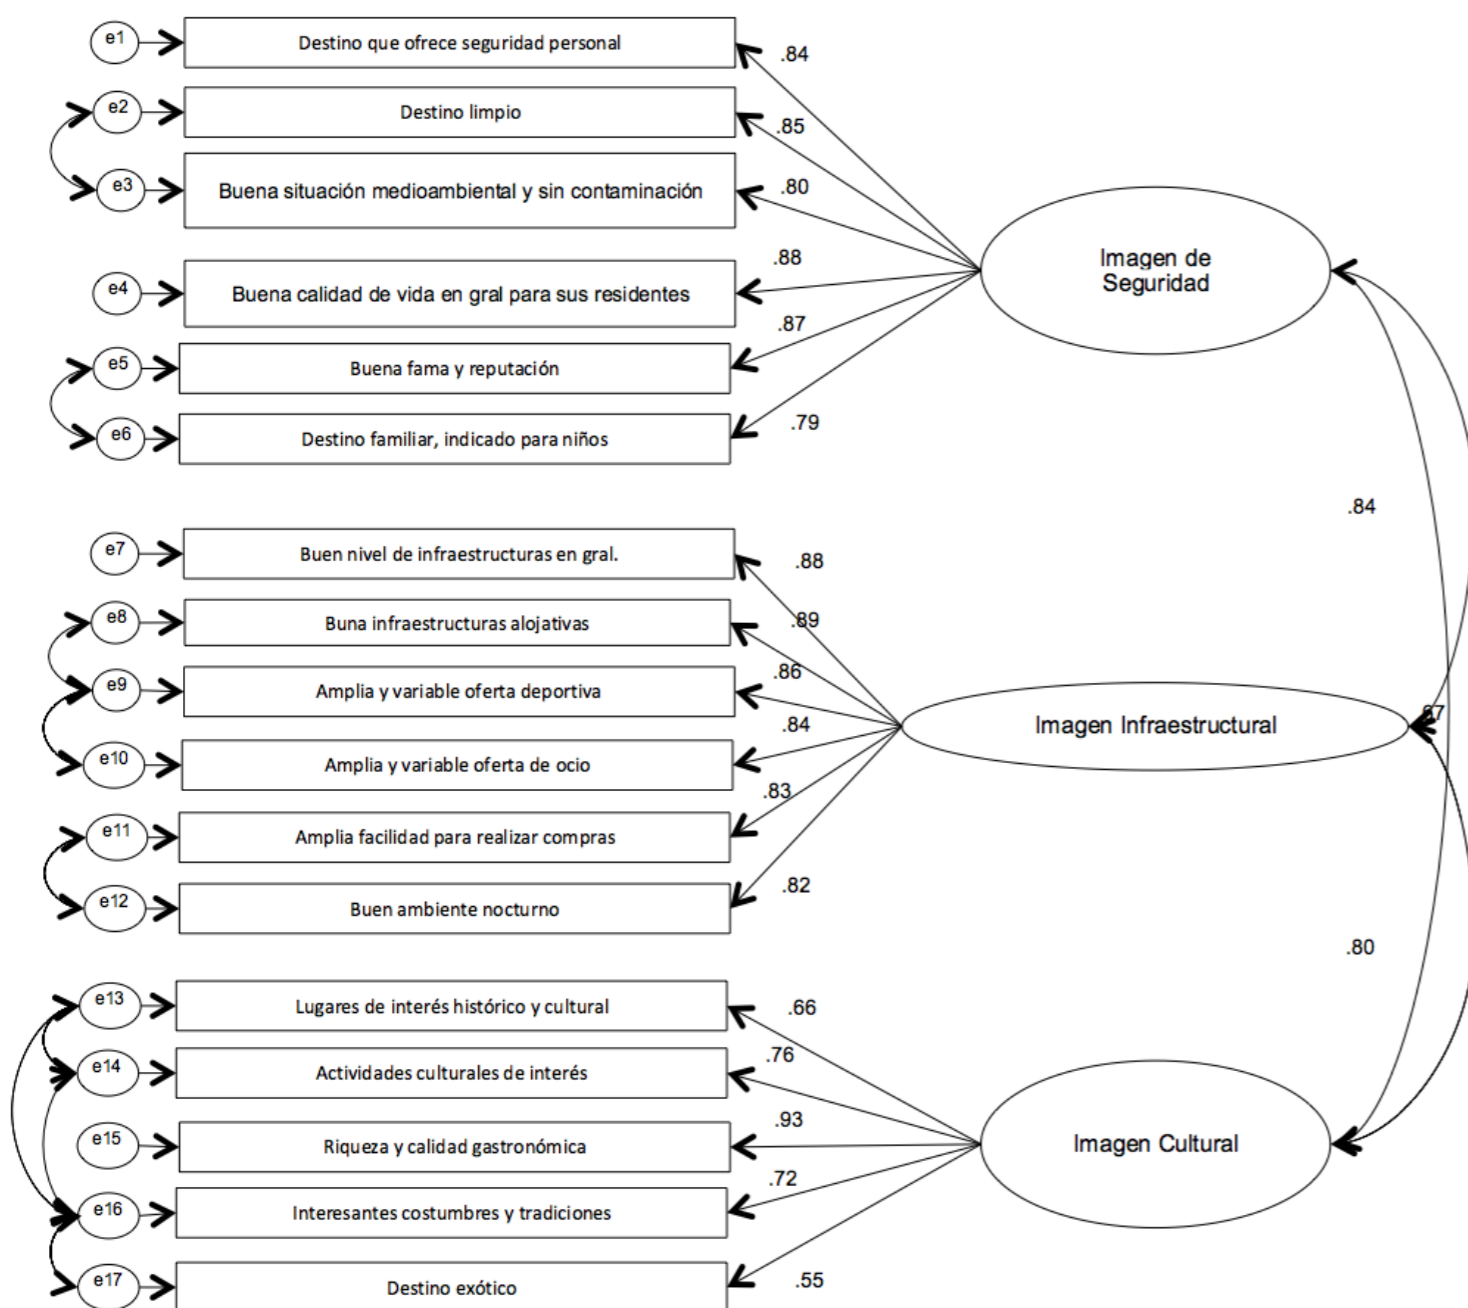 e1
Destino que ofrece seguridad personal
.84
e2
Destino limpio
.85
e3
Buena situación medioambiental y sin contaminación
.80
Imagen de
Seguridad
e4
Buena calidad de vida en gral para sus residentes
.88
e5
Buena fama y reputación
.87
e6
Destino familiar, indicado para niños
.79
.84
e7
Buen nivel de infraestructuras en gral.
.88
e8
Buna infraestructuras alojativas
.89
e9
Amplia y variable oferta deportiva
.86
Imagen Infraestructural
.67
e10
Amplia y variable oferta de ocio
.84
e11
Amplia facilidad para realizar compras
.83
e12
Buen ambiente nocturno
.82
.80
e13
Lugares de interés histórico y cultural
.66
e14
Actividades culturales de interés
.76
e15
Riqueza y calidad gastronómica
.93
Imagen Cultural
e16
Interesantes costumbres y tradiciones
.72
e17
Destino exótico
.55